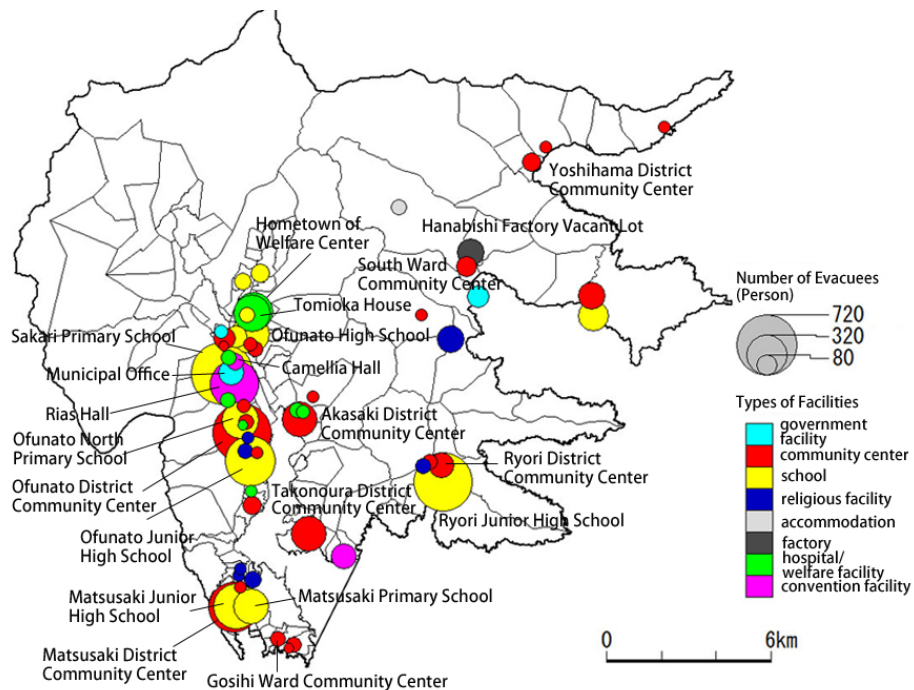 Yoshihama District
Community Center
Hanabishi Factory Vacant Lot
Hometown of
Welfare Center
South Ward
Community Center
Tomioka House
Sakari Primary School
Ofunato High School
Municipal Office
Camellia Hall
Rias Hall
Akasaki District
Community Center
Ofunato North
Primary School
Ryori District
Community Center
Ofunato District
Community Center
Takonoura District
Community Center
Ryori Junior High School
Ofunato Junior
High School
Matsusaki Junior
High School
Matsusaki Primary School
Matsusaki District
Community Center
Gosihi Ward Community Center
Number of Evacuees
(Person)
720
320
80
Types of Facilities
government
facility
community center
school
religious facility
accommodation
factory
hospital/
welfare facility
convention facility
0 6km